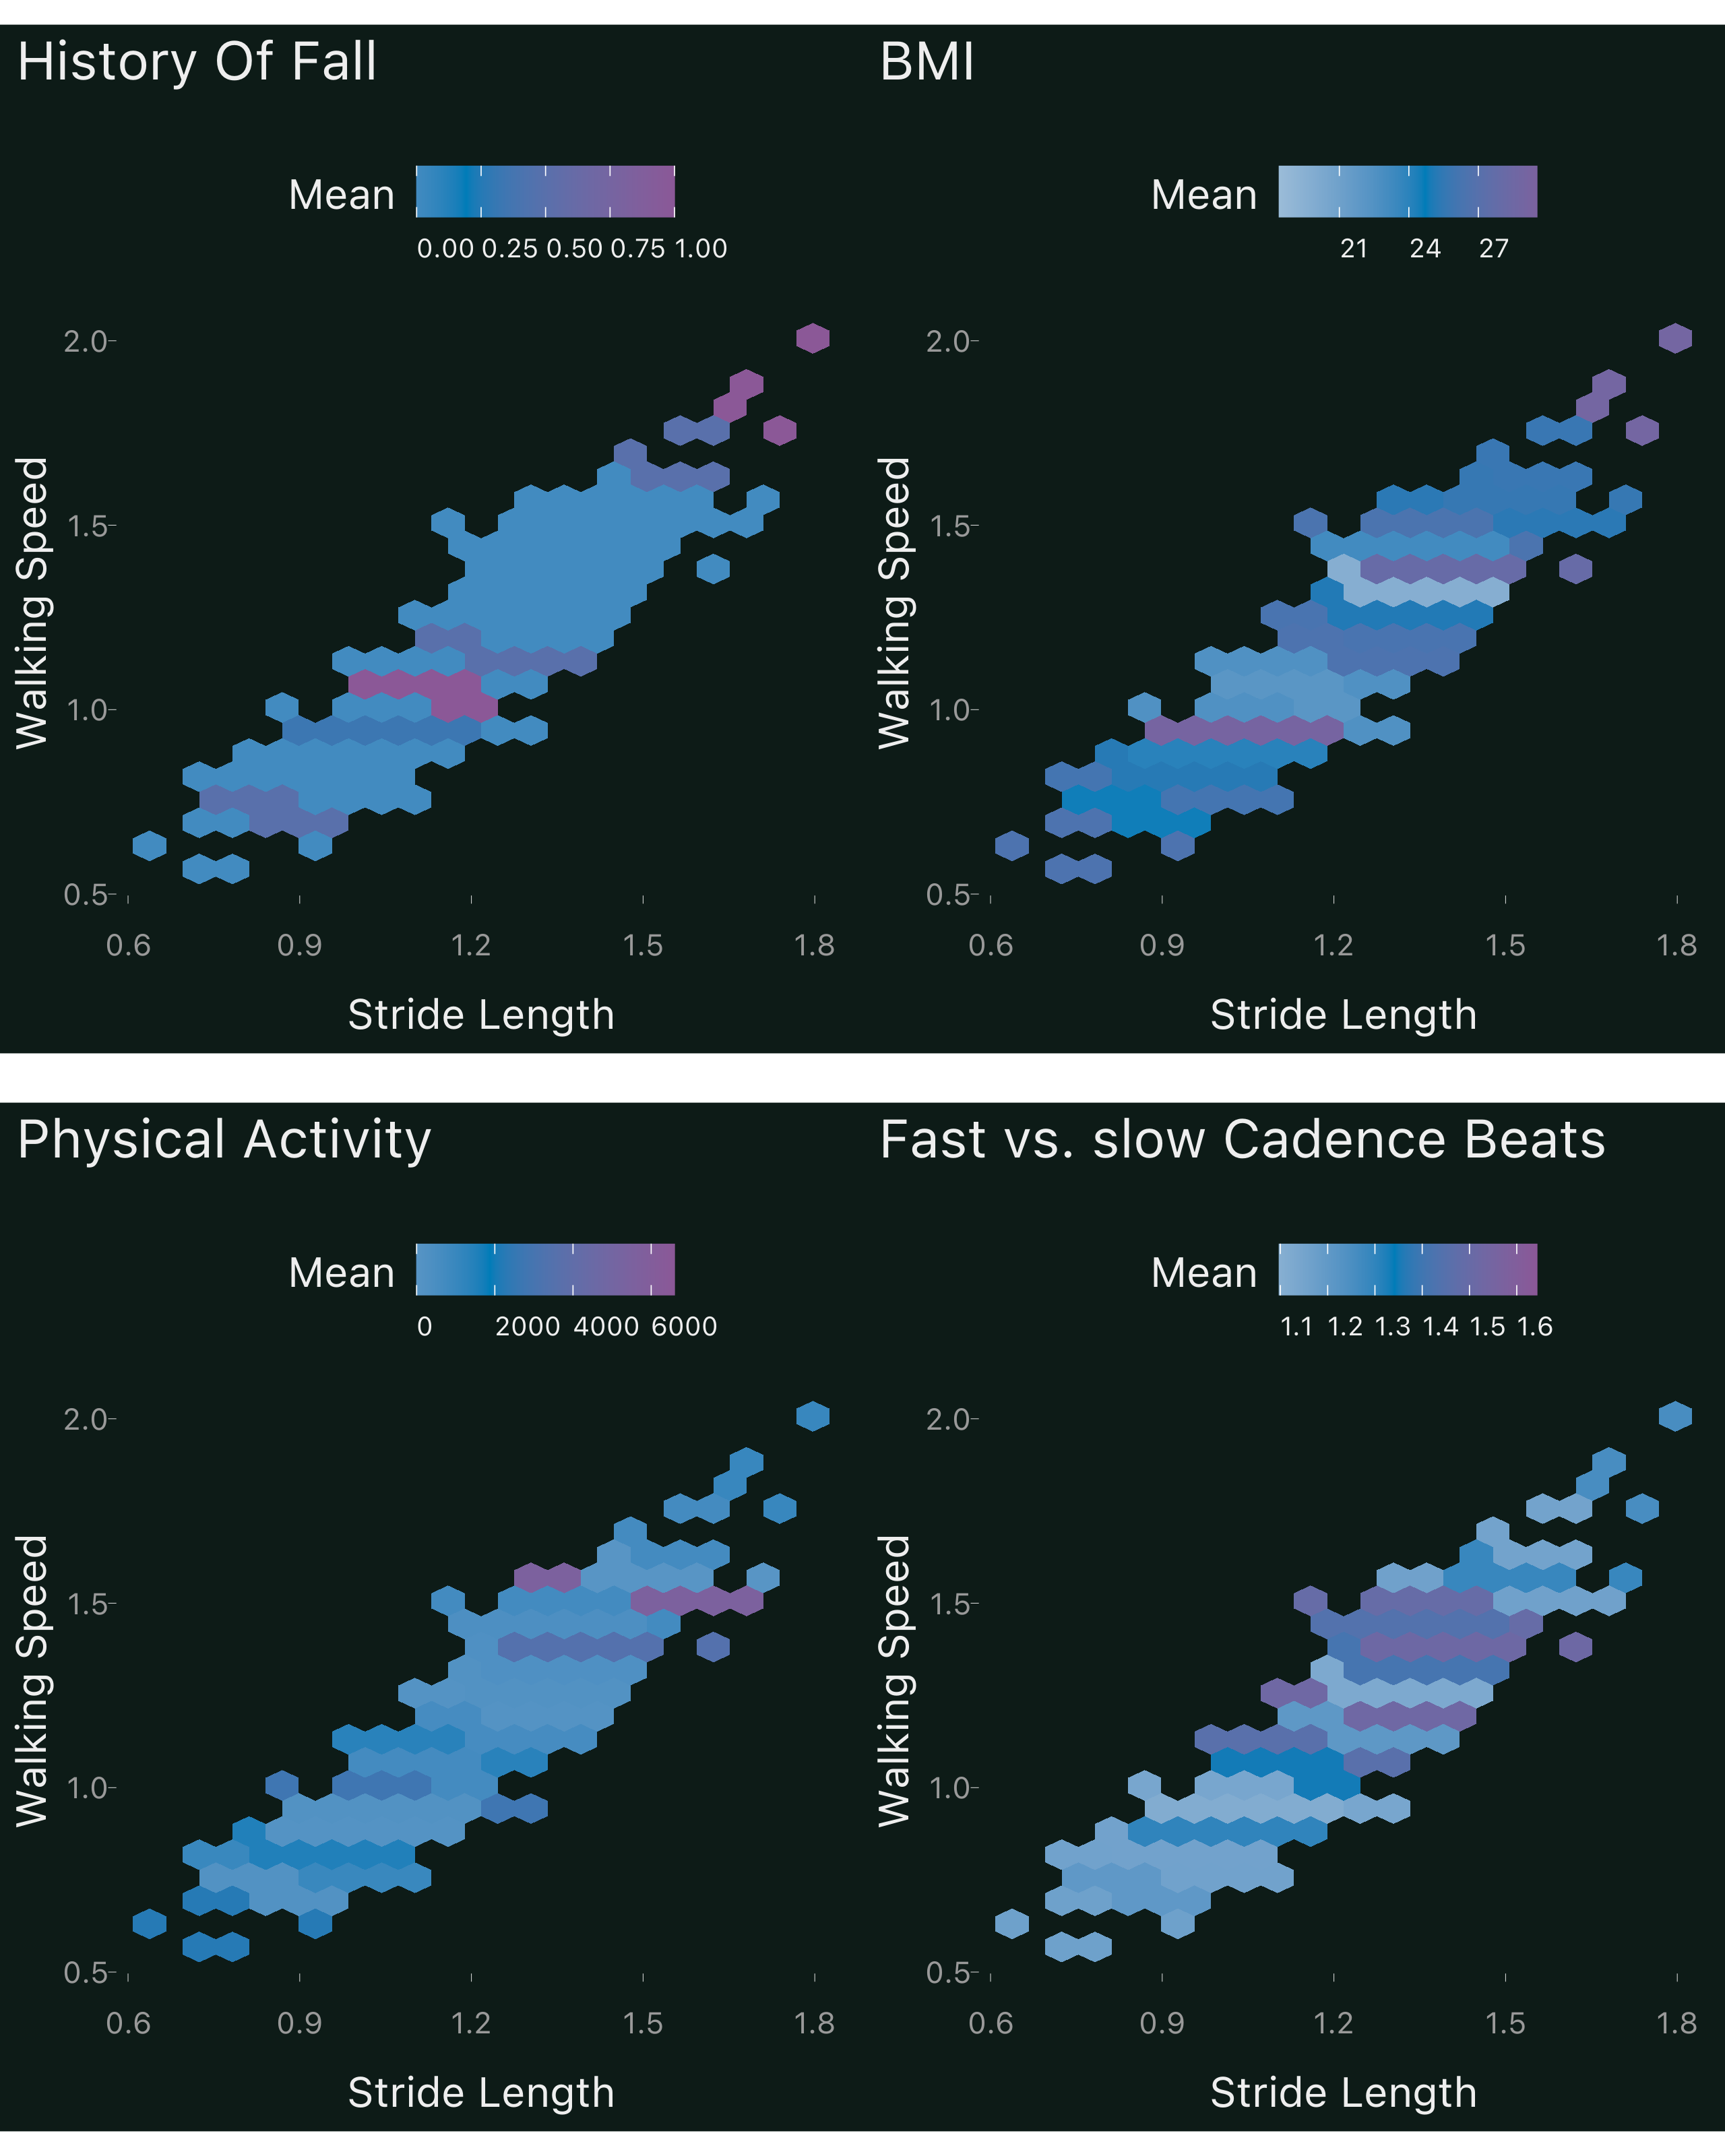 History Of Fall
Mean
0.00 0.25 0.50 0.75 1.00
Walking Speed
2.0
1.5
1.0
0.5
0.6 0.9 1.2 1.5 1.8
Stride Length
BMI
Mean
21 24 27
Walking Speed
2.0
1.5
1.0
0.5
0.6 0.9 1.2 1.5 1.8
Stride Length
Physical Activity
Mean
0 2000 4000 6000
Walking Speed
2.0
1.5
1.0
0.5
0.6 0.9 1.2 1.5 1.8
Stride Length
Fast vs. slow Cadence Beats
Mean
1.1 1.2 1.3 1.4 1.5 1.6
Walking Speed
2.0
1.5
1.0
0.5
0.6 0.9 1.2 1.5 1.8
Stride Length